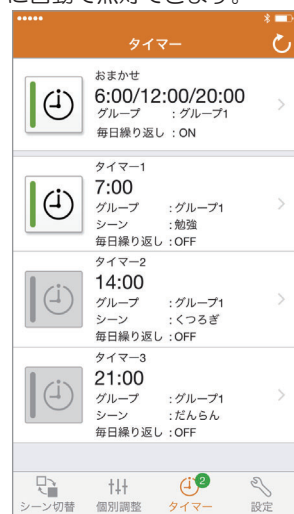 に自動で点灯できます。
タイマー
おまかせ
6:00/12:00/20:00
グループ :グループ1
毎日繰り返し :ON
タイマー1
7:00
グループ :グループ1
シーン :勉強
毎日繰り返し :OFF
タイマー2
14:00
グループ :グループ1
シーン :くつろぎ
毎日繰り返し :OFF
タイマー3
21:00
グループ :グループ1
シーン :だんらん
毎日繰り返し :OFF
2
シーン切替 個別調整 タイマー 設定